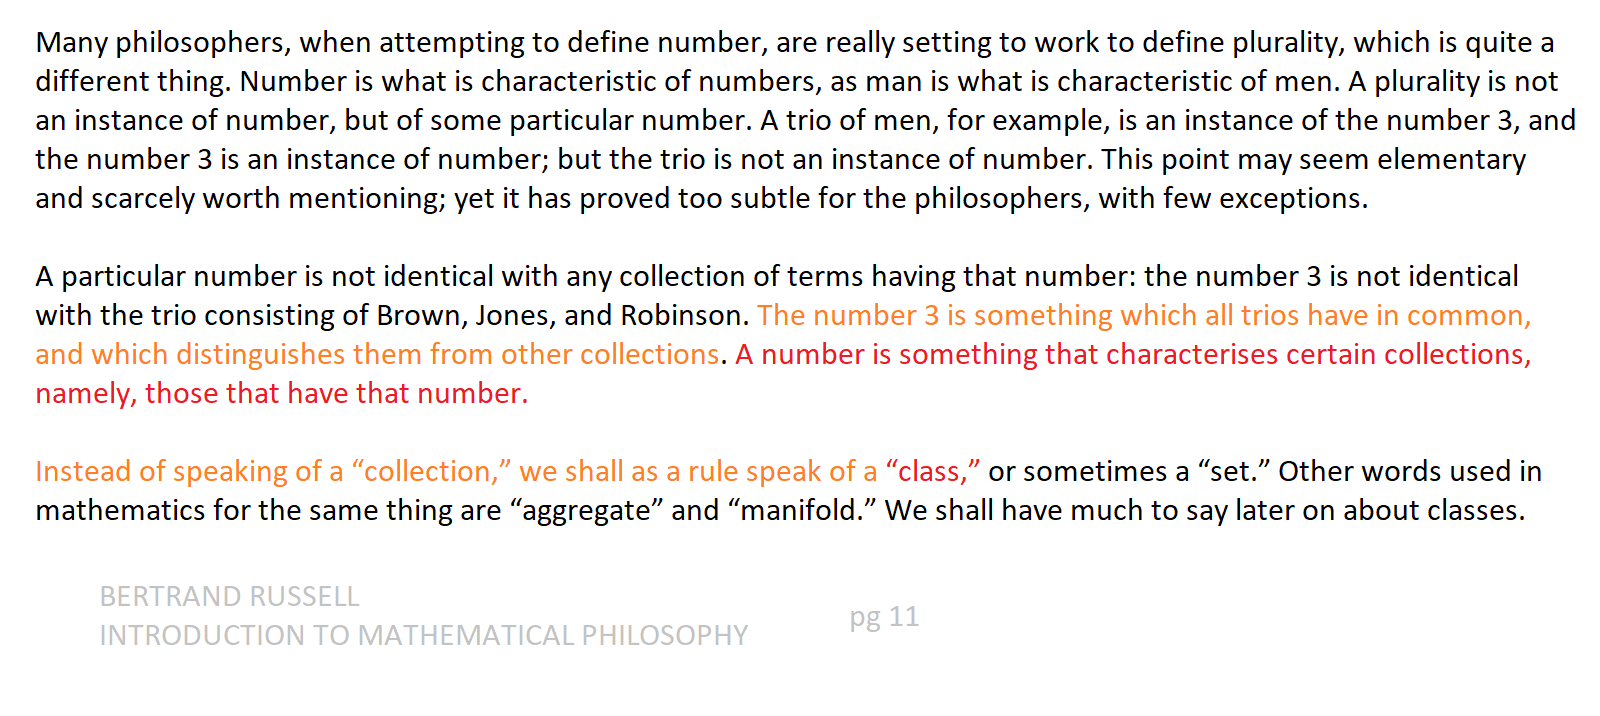 Many philosophers, when attempting to define number, are really setting to work to define plurality, which is quite a
different thing. Number is what is characteristic of numbers, as man is what is characteristic of men. A plurality is not
an instance of number, but of some particular number. A trio of men, for example, is an instance of the number 3, and
the number 3 is an instance of number; but the trio is not an instance of number. This point may seem elementary
and scarcely worth mentioning; yet it has proved too subtle for the philosophers, with few exceptions.
A particular number is not identical with any collection of terms having that number: the number 3 is not identical
with the trio consisting of Brown, Jones, and Robinson. The number 3 is something which all trios have in common,
and which distinguishes them from other collections. A number is something that characterises certain collections,
namely, those that have that number.
Instead of speaking of a “collection,” we shall as a rule speak of a “class,” or sometimes a “set.” Other words used in
mathematics for the same thing are “aggregate” and “manifold.” We shall have much to say later on about classes.
BERTRAND RUSSELL
INTRODUCTION TO MATHEMATICAL PHILOSOPHY
pg 11